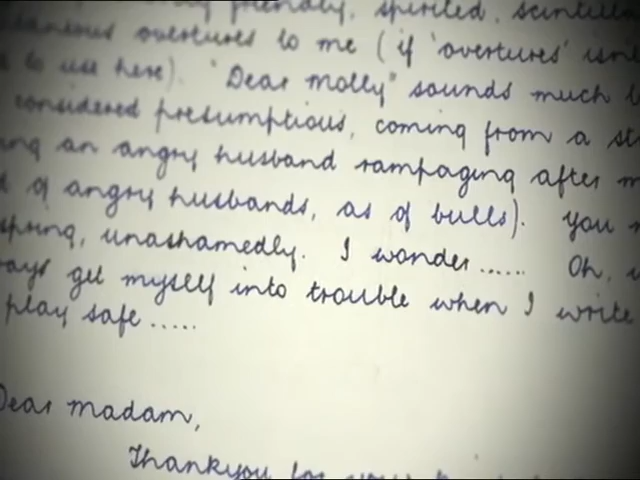 friendly, spirited,
overtures to me (if 'overtures'
to use here). "Dear Molly" sounds much
considered presumptious, coming from a
an angry husband rampaging after
of angry husbands, as of bulls). You
spring, unashamedly. I wonder...... Oh,
get myself into trouble when I write
play safe.....
Dear Madam,
Thankyou for your